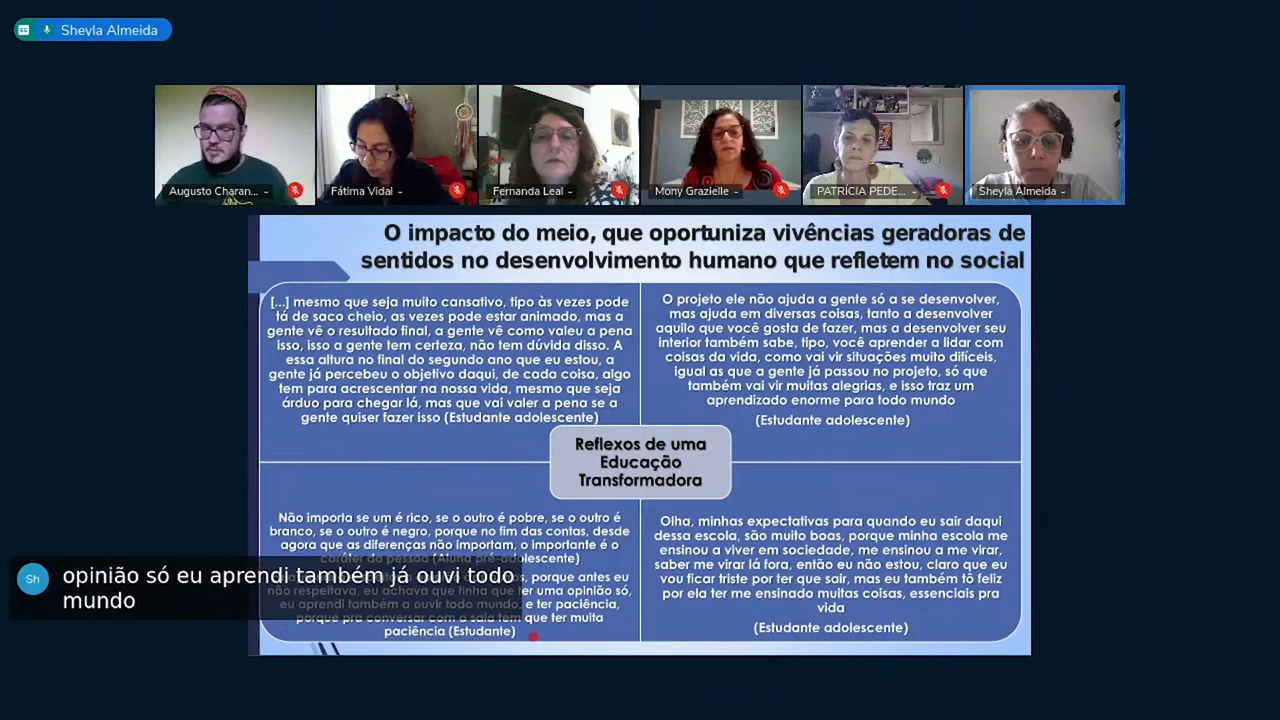 Sheyla Almeida
Augusto Charan...
Fátima Vidal
Fernanda Leal
Mony Grazielle
PATRÍCIA PEDE...
Sheyla Almeida
O impacto do meio, que oportuniza vivências geradoras de
sentidos no desenvolvimento humano que refletem no social
[...] mesmo que seja muito cansativo, tipo às vezes pode
tá de saco cheio, as vezes pode estar animado, mas a
gente vê o resultado final, a gente vê como valeu a pena
isso, isso a gente tem certeza, não tem dúvida disso. A
essa altura no final do segundo ano que eu estou, a
gente já percebeu o objetivo daqui, de cada coisa, algo
tem para acrescentar na nossa vida, mesmo que seja
árduo para chegar lá, mas que vai valer a pena se a
gente quiser fazer isso (Estudante adolescente)
O projeto ele não ajuda a gente só a se desenvolver,
mas ajuda em diversas coisas, tanto a desenvolver
aquilo que você gosta de fazer, mas a desenvolver seu
interior também sabe, tipo, você aprender a lidar com
coisas da vida, como vai vir situações muito difíceis,
igual as que a gente já passou no projeto, só que
também vai vir muitas alegrias, e isso traz um
aprendizado enorme para todo mundo
(Estudante adolescente)
Reflexos de uma
Educação
Transformadora
Não importa se um é rico, se o outro é pobre, se o outro é
branco, se o outro é negro, porque no fim das contas, desde
agora que as diferenças não importam, o importante é o
caráter da pessoa (Aluna pré-adolescente)
os, porque antes eu
não respeitava, eu achava que tinha que ter uma opinião só,
eu aprendi também a ouvir todo mundo, e ter paciência,
porque pra conversar com a sala tem que ter muita
paciência (Estudante)
Olha, minhas expectativas para quando eu sair daqui
dessa escola, são muito boas, porque minha escola me
ensinou a viver em sociedade, me ensinou a me virar,
saber me virar lá fora, então eu não estou, claro que eu
vou ficar triste por ter que sair, mas eu também tô feliz
por ela ter me ensinado muitas coisas, essenciais pra
vida
(Estudante adolescente)
Sh
opinião só eu aprendi também já ouvi todo
mundo